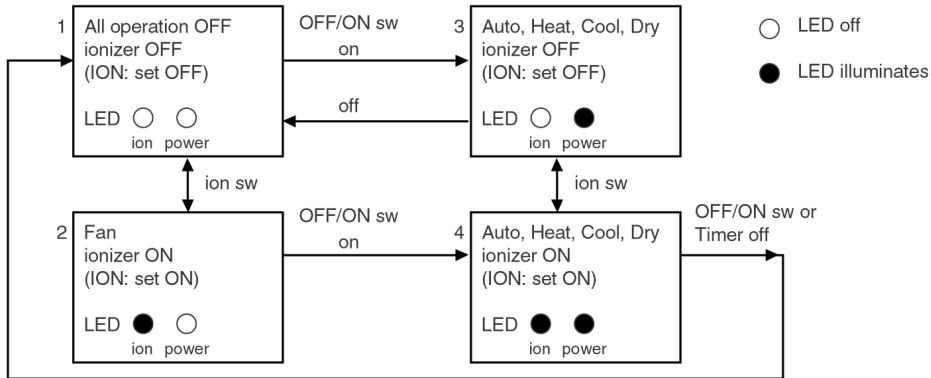 1
All operation OFF
ionizer OFF
(ION: set OFF)
LED
ion power
OFF/ON sw
on
off
3
Auto, Heat, Cool, Dry
ionizer OFF
(ION: set OFF)
LED
ion power
LED off
LED illuminates
ion sw
ion sw
2
Fan
ionizer ON
(ION: set ON)
LED
ion power
OFF/ON sw
on
4
Auto, Heat, Cool, Dry
ionizer ON
(ION: set ON)
LED
ion power
OFF/ON sw or
Timer off